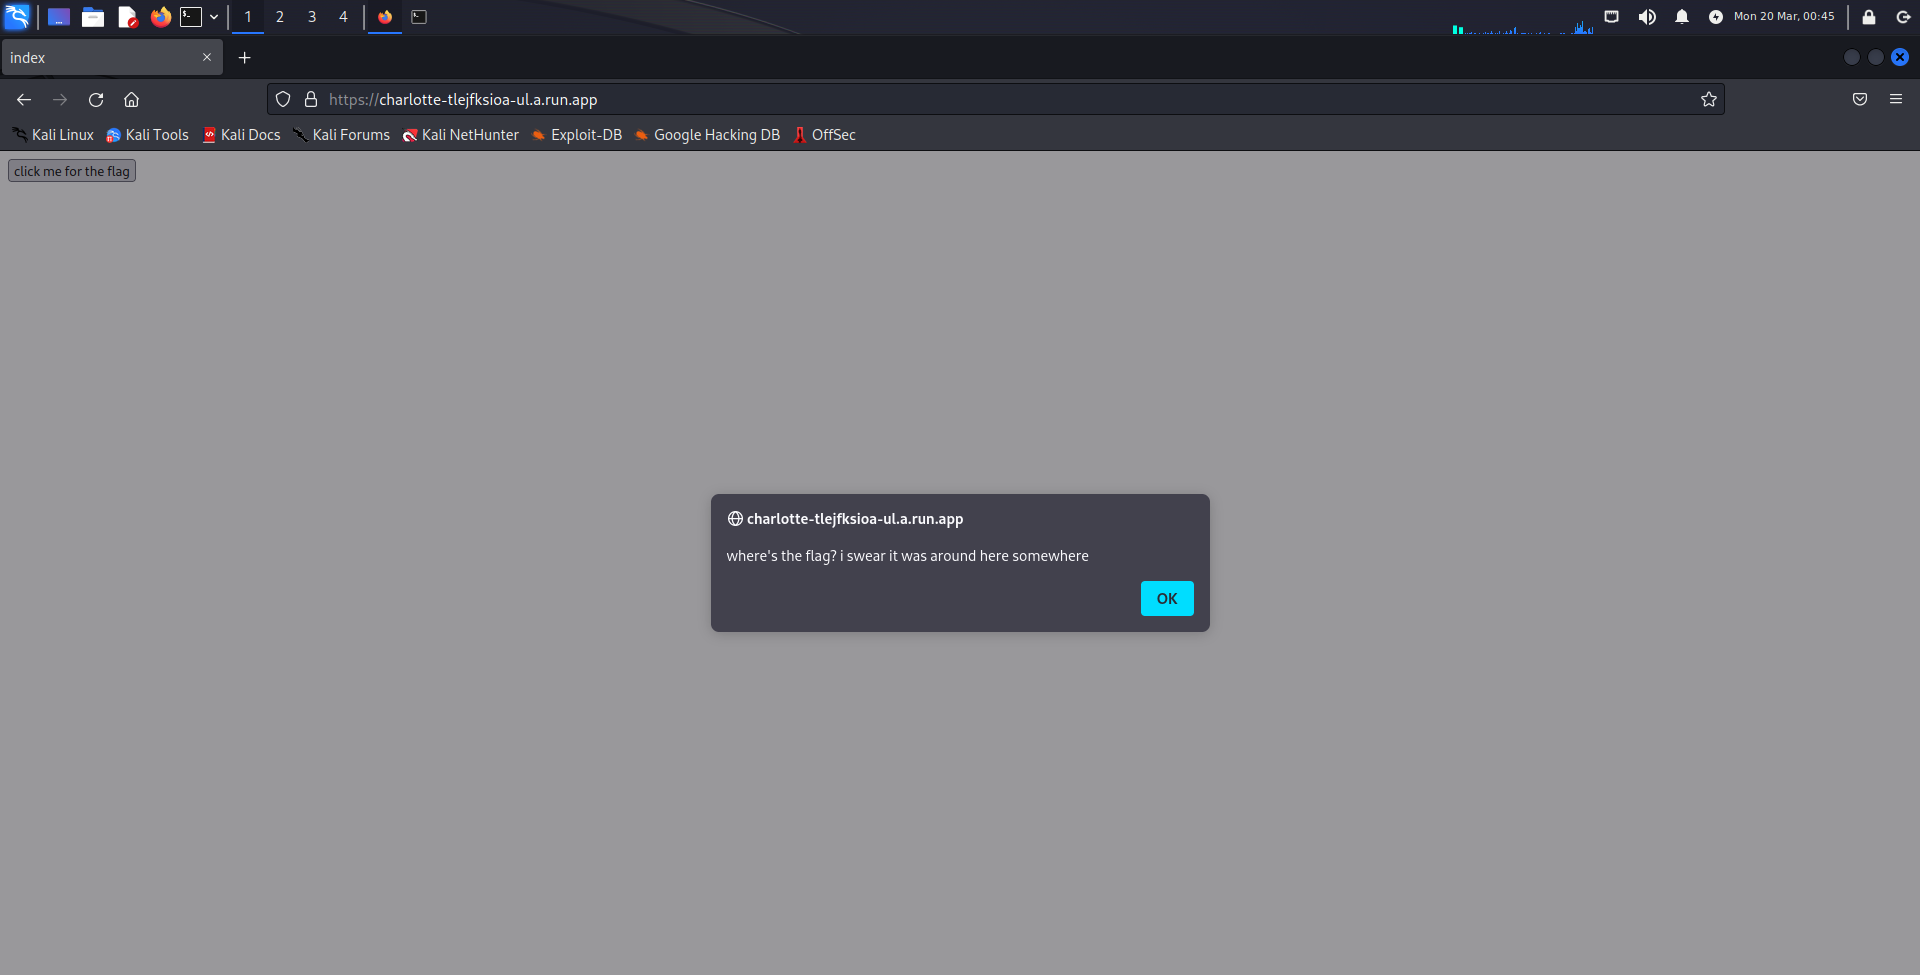 1 2 3 4 Mon 20 Mar, 00:45
index
https://charlotte-tlejfksioa-ul.a.run.app
Kali Linux Kali Tools Kali Docs Kali Forums Kali NetHunter Exploit-DB Google Hacking DB OffSec
click me for the flag
charlotte-tlejfksioa-ul.a.run.app
where's the flag? i swear it was around here somewhere
OK